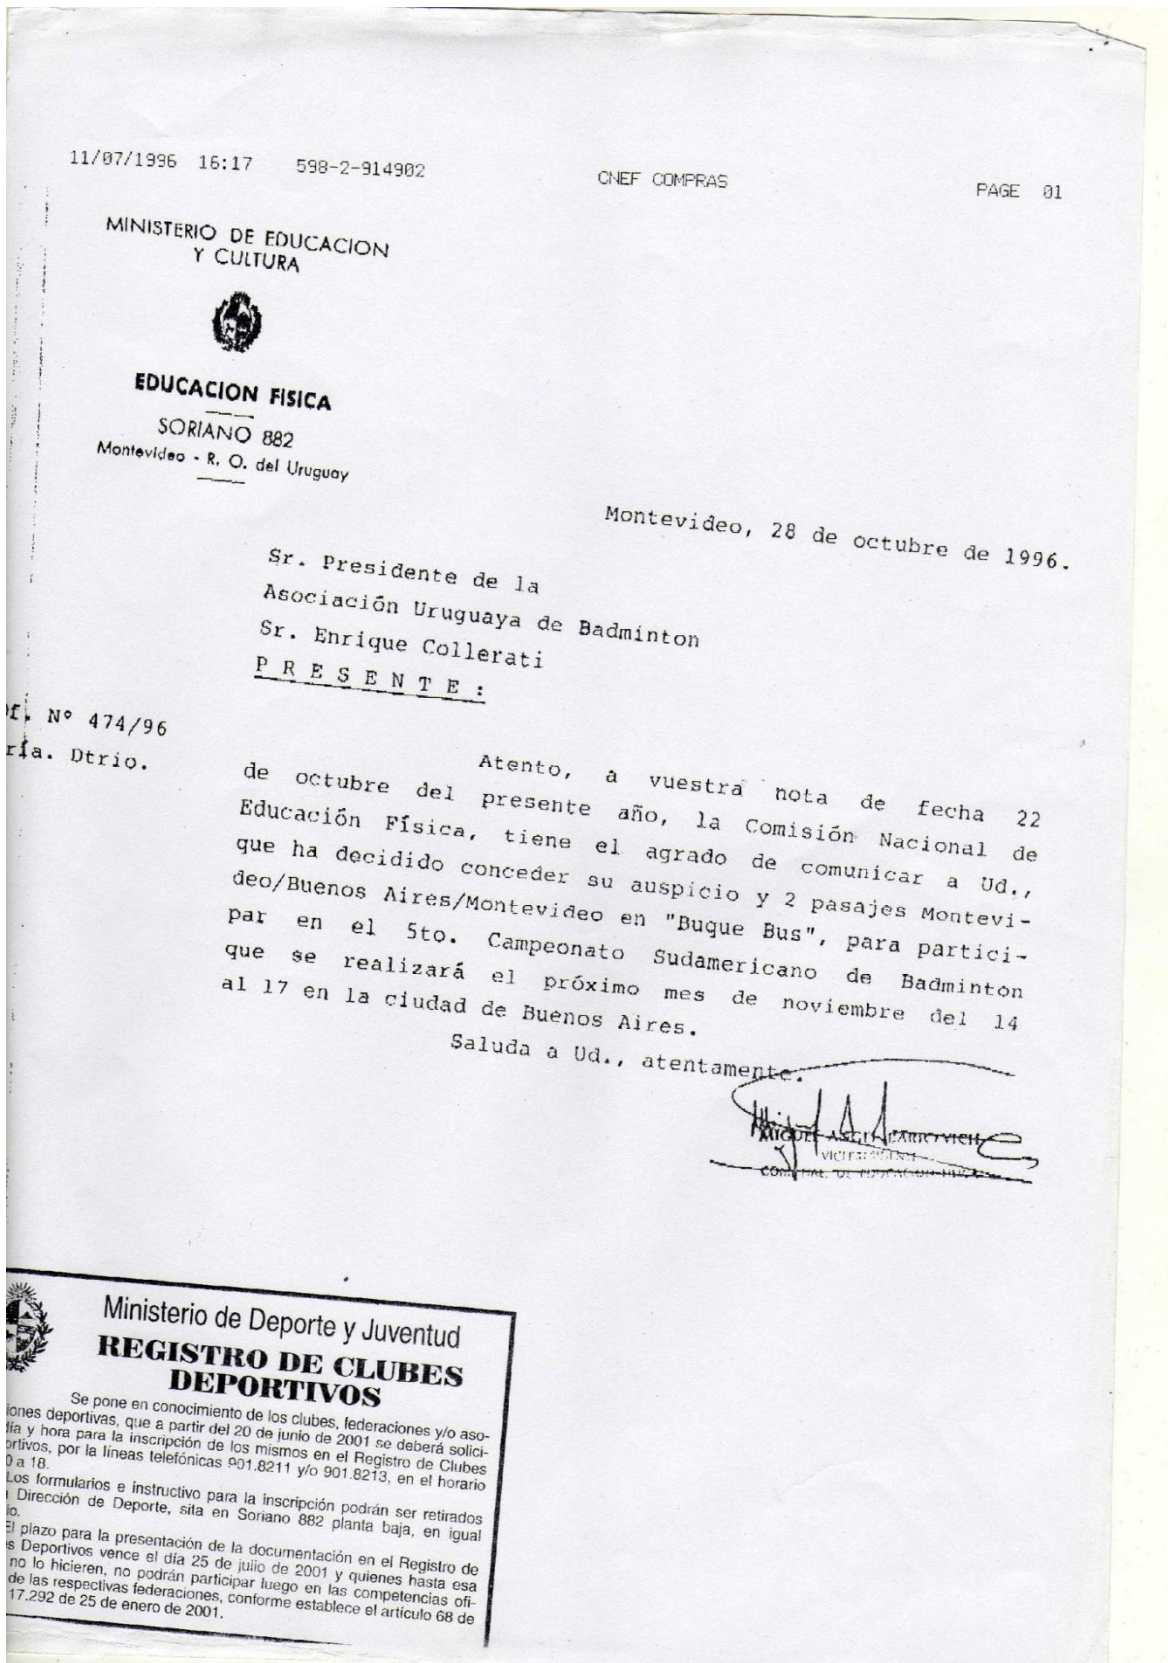 11/07/1996 16:17 598-2-914902 CNEF COMPRAS PAGE 01
MINISTERIO DE EDUCACION
Y CULTURA
EDUCACION FISICA
SORIANO 882
Montevideo - R. O. del Uruguay
Montevideo, 28 de octubre de 1996.
Sr. Presidente de la
Asociación Uruguaya de Badminton
Sr. Enrique Collerati
P R E S E N T E :
Of. Nº 474/96
ría. Dtrio.
Atento, a vuestra nota de fecha 22
de octubre del presente año, la Comisión Nacional de
Educación Física, tiene el agrado de comunicar a Ud.,
que ha decidido conceder su auspicio y 2 pasajes Montevi-
deo/Buenos Aires/Montevideo en "Buque Bus", para partici-
par en el 5to. Campeonato Sudamericano de Badminton
que se realizará el próximo mes de noviembre del 14
al 17 en la ciudad de Buenos Aires.
Saluda a Ud., atentamente.
MIGUEL
Ministerio de Deporte y Juventud
REGISTRO DE CLUBES
DEPORTIVOS
Se pone en conocimiento de los clubes, federaciones y/o aso-
iones deportivas, que a partir del 20 de junio de 2001 se deberá solici-
día y hora para la inscripción de los mismos en el Registro de Clubes
ortivos, por la líneas telefónicas 901.8211 y/o 901.8213, en el horario
0 a 18.
Los formularios e instructivo para la inscripción podrán ser retirados
Dirección de Deporte, sita en Soriano 882 planta baja, en igual
io.
El plazo para la presentación de la documentación en el Registro de
s Deportivos vence el día 25 de julio de 2001 y quienes hasta esa
no lo hicieren, no podrán participar luego en las competencias ofi-
de las respectivas federaciones, conforme establece el artículo 68 de
17.292 de 25 de enero de 2001.